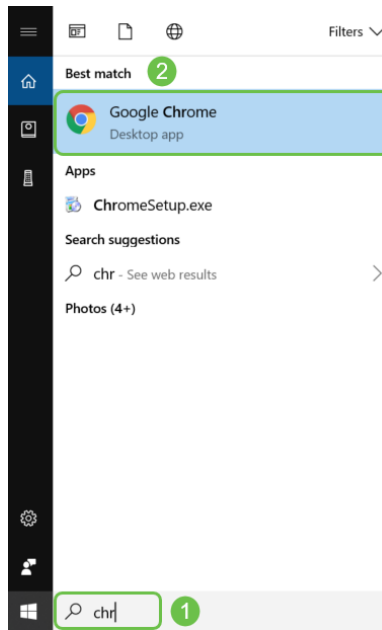 Filters
Best match 2
Google Chrome
Desktop app
Apps
ChromeSetup.exe
Search suggestions
chr - See web results
Photos (4+)
chr 1